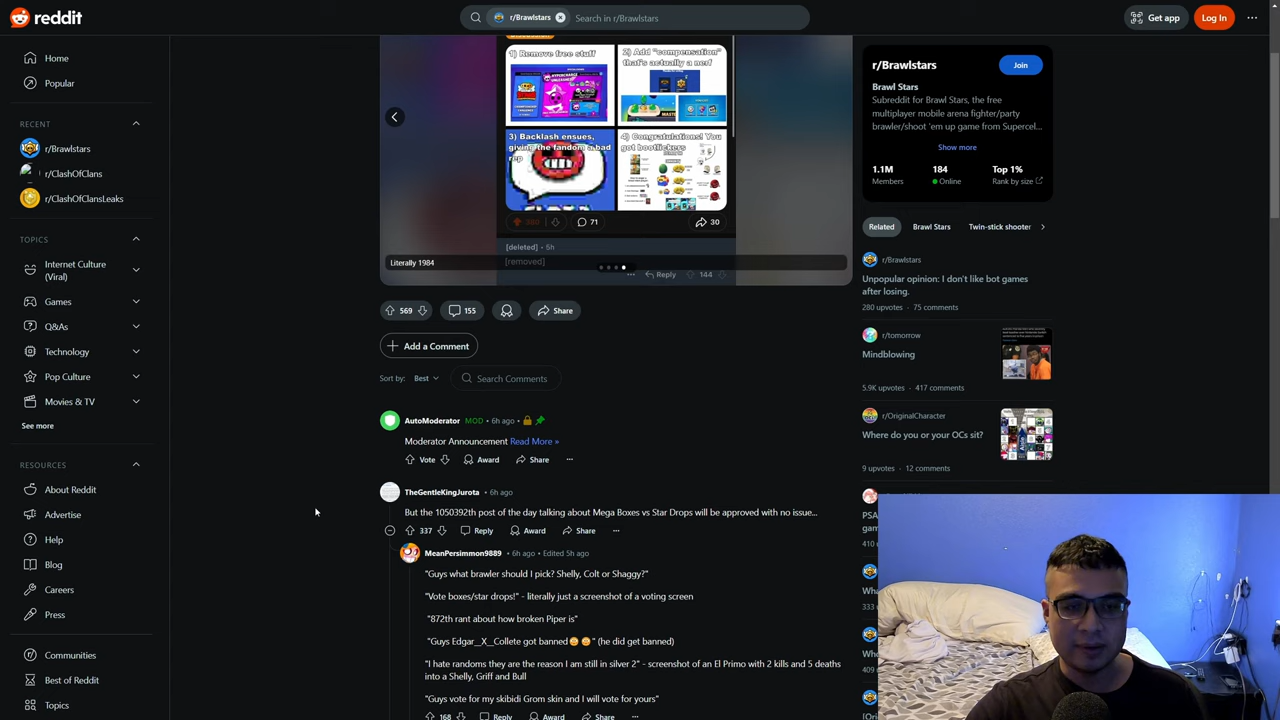 reddit
r/Brawlstars
Search in r/Brawlstars
Get app
Log In
Home
Popular
RECENT
r/Brawlstars
r/ClashOfClans
r/ClashOfClansLeaks
TOPICS
Internet Culture
(Viral)
Games
Q&As
Technology
Pop Culture
Movies & TV
See more
RESOURCES
About Reddit
Advertise
Help
Blog
Careers
Press
Communities
Best of Reddit
Topics
1) Remove free stuff
2) Add "compensation"
that's actually a nerf
3) Backlash ensues,
giving the fandom a bad
rep
4) Congratulations! You
got bootlickers
380
71
30
[deleted] • 5h
[removed]
Literally 1984
Reply
144
569
155
Share
Add a Comment
Sort by:
Best
Search Comments
AutoModerator MOD • 6h ago •
Moderator Announcement Read More »
Vote
Award
Share
TheGentleKingJurota • 6h ago
But the 1050392th post of the day talking about Mega Boxes vs Star Drops will be approved with no issue...
337
Reply
Award
Share
MeanPersimmon9889 • 6h ago • Edited 5h ago
"Guys what brawler should I pick? Shelly, Colt or Shaggy?"
"Vote boxes/star drops!" - literally just a screenshot of a voting screen
"872th rant about how broken Piper is"
"Guys Edgar__X__Collete got banned😔😔" (he did get banned)
"I hate randoms they are the reason I am still in silver 2" - screenshot of an El Primo with 2 kills and 5 deaths
into a Shelly, Griff and Bull
"Guys vote for my skibidi Grom skin and I will vote for yours"
168
Reply
Award
Share
r/Brawlstars
Join
Brawl Stars
Subreddit for Brawl Stars, the free
multiplayer mobile arena fighter/party
brawler/shoot 'em up game from Supercel...
Show more
1.1M
184
Top 1%
Members
Online
Rank by size
Related
Brawl Stars
Twin-stick shooter
r/Brawlstars
Unpopular opinion: I don't like bot games
after losing.
280 upvotes • 75 comments
r/tomorrow
Mindblowing
5.9K upvotes • 417 comments
r/OriginalCharacter
Where do you or your OCs sit?
9 upvotes • 12 comments
PSA
gam
410
Wha
333
Who
409